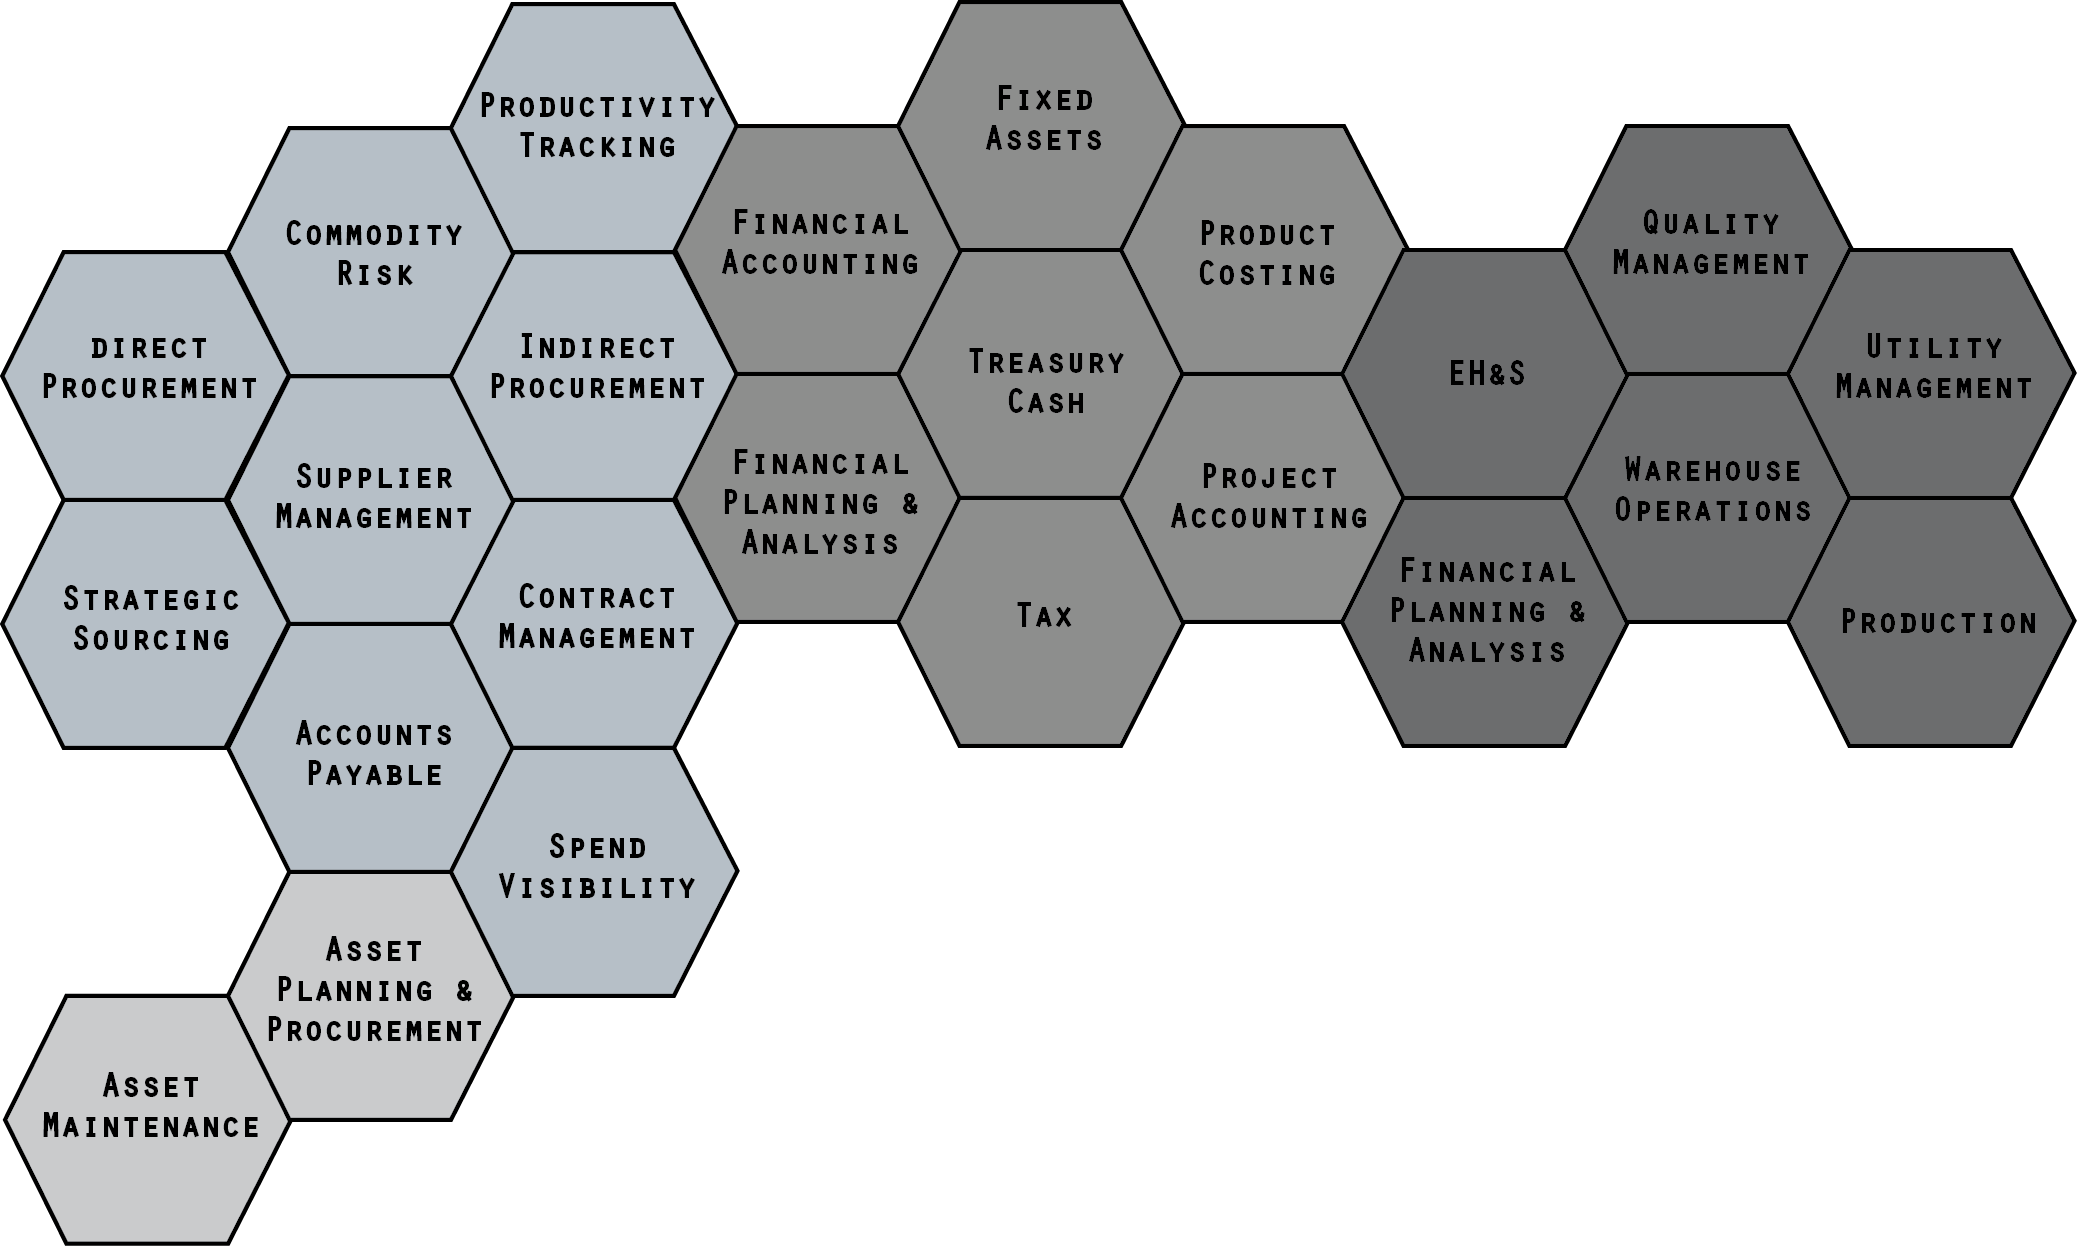 Productivity
Tracking
Fixed
Assets
Commodity
Risk
Financial
Accounting
Product
Costing
Quality
Management
direct
Procurement
Indirect
Procurement
Treasury
Cash
EH&S
Utility
Management
Supplier
Management
Financial
Planning &
Analysis
Project
Accounting
Warehouse
Operations
Strategic
Sourcing
Contract
Management
Tax
Financial
Planning &
Analysis
Production
Accounts
Payable
Spend
Visibility
Asset
Planning &
Procurement
Asset
Maintenance